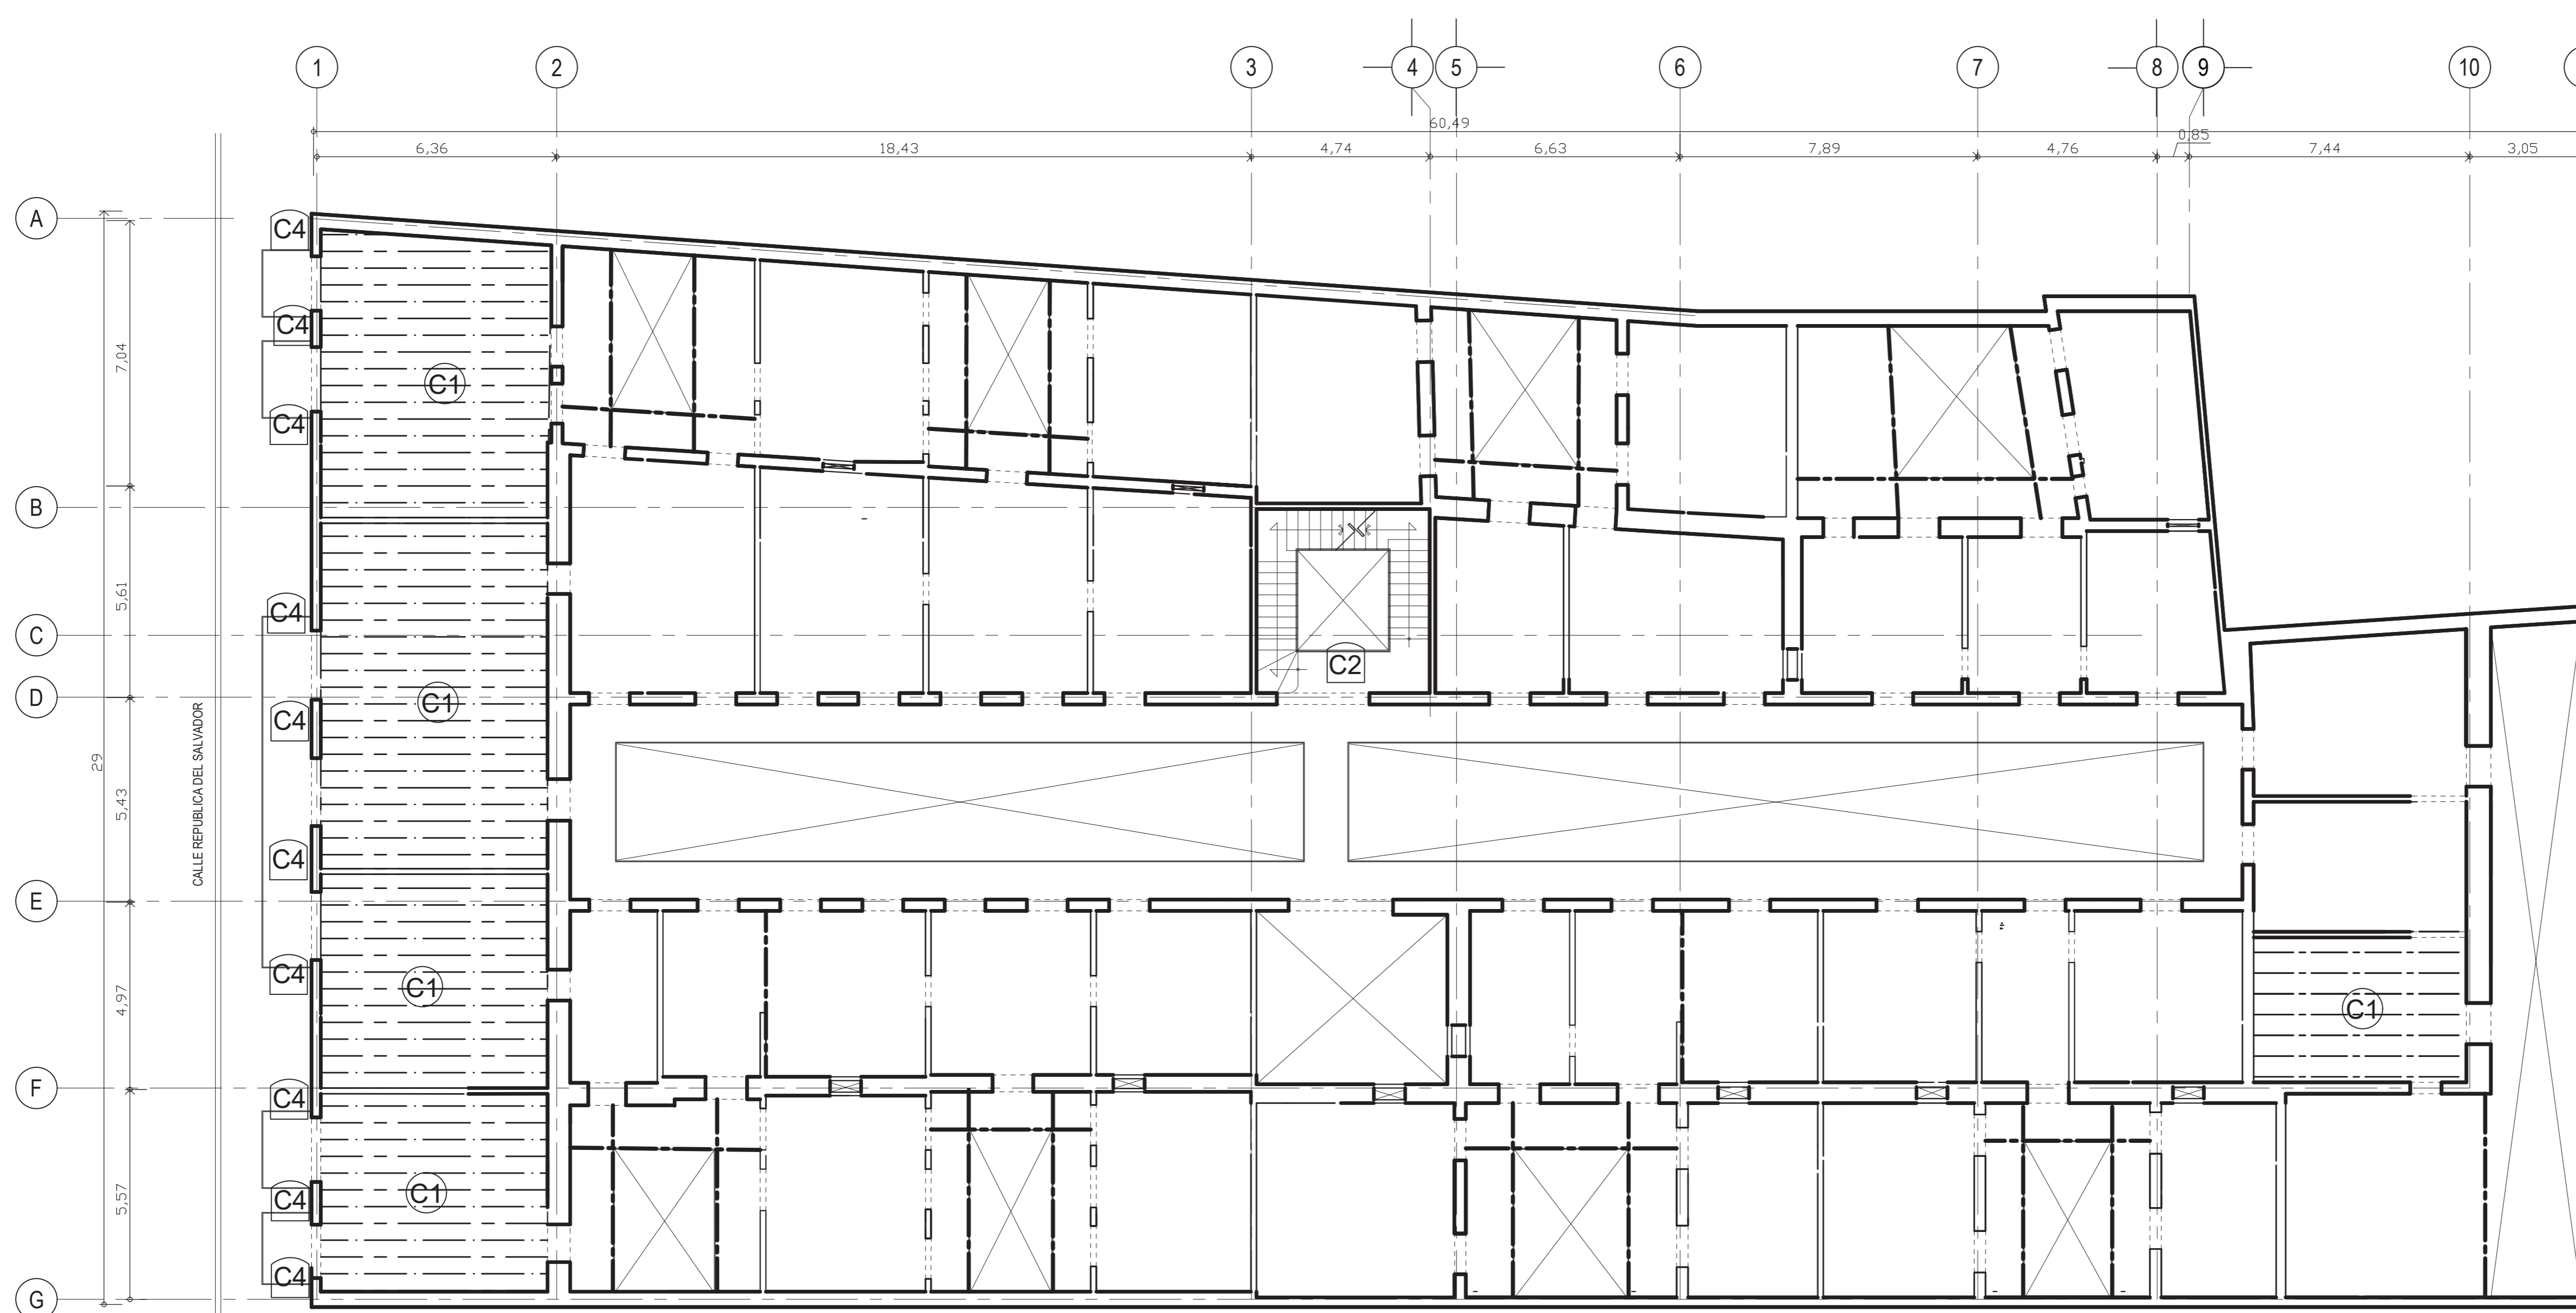 1 2 3 4 5 6 7 8 9 10
60,49
0,85
6,36 18,43 4,74 6,63 7,89 4,76 7,44 3,05
A
C4
C4
7,04
C1
C4
B
5,61
C4
C
C2
D
C1
C4
CALLE REPUBLICA DEL SALVADOR
29
5,43
C4
E
C4
C1
4,97
C1
F
C4
5,57
C1
C4
C4
G